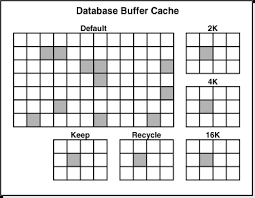 Database Buffer Cache
Default
2K
4K
Keep
Recycle
16K